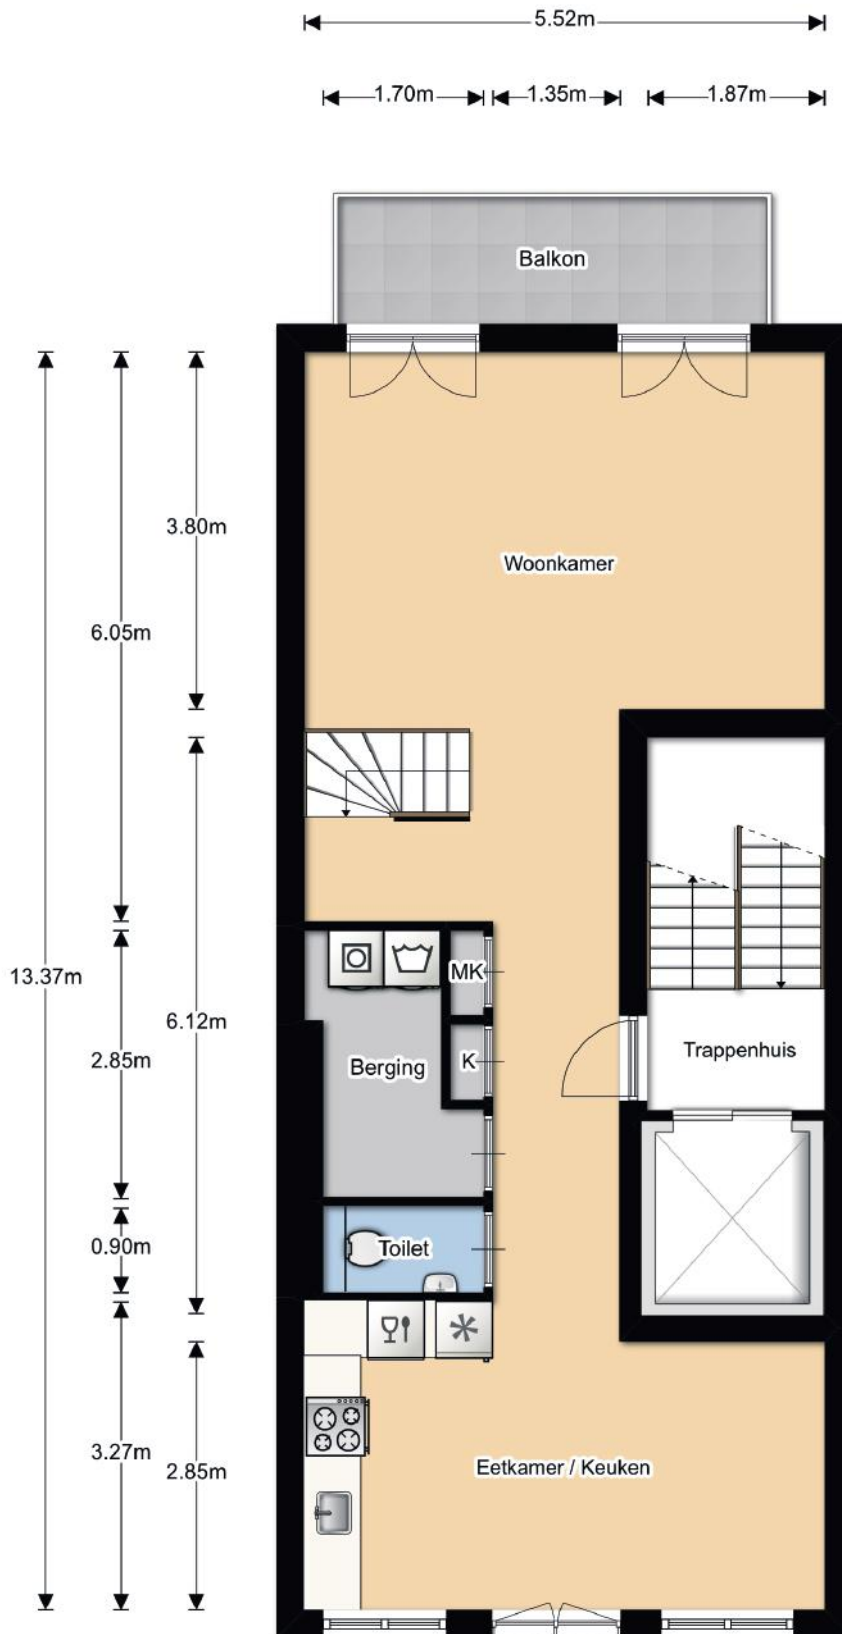 5.52m
1.70m
1.35m
1.87m
Balkon
3.80m
Woonkamer
6.05m
MK
13.37m
6.12m
Trappenhuis
2.85m
Berging
K
0.90m
Toilet
3.27m
2.85m
Eetkamer / Keuken